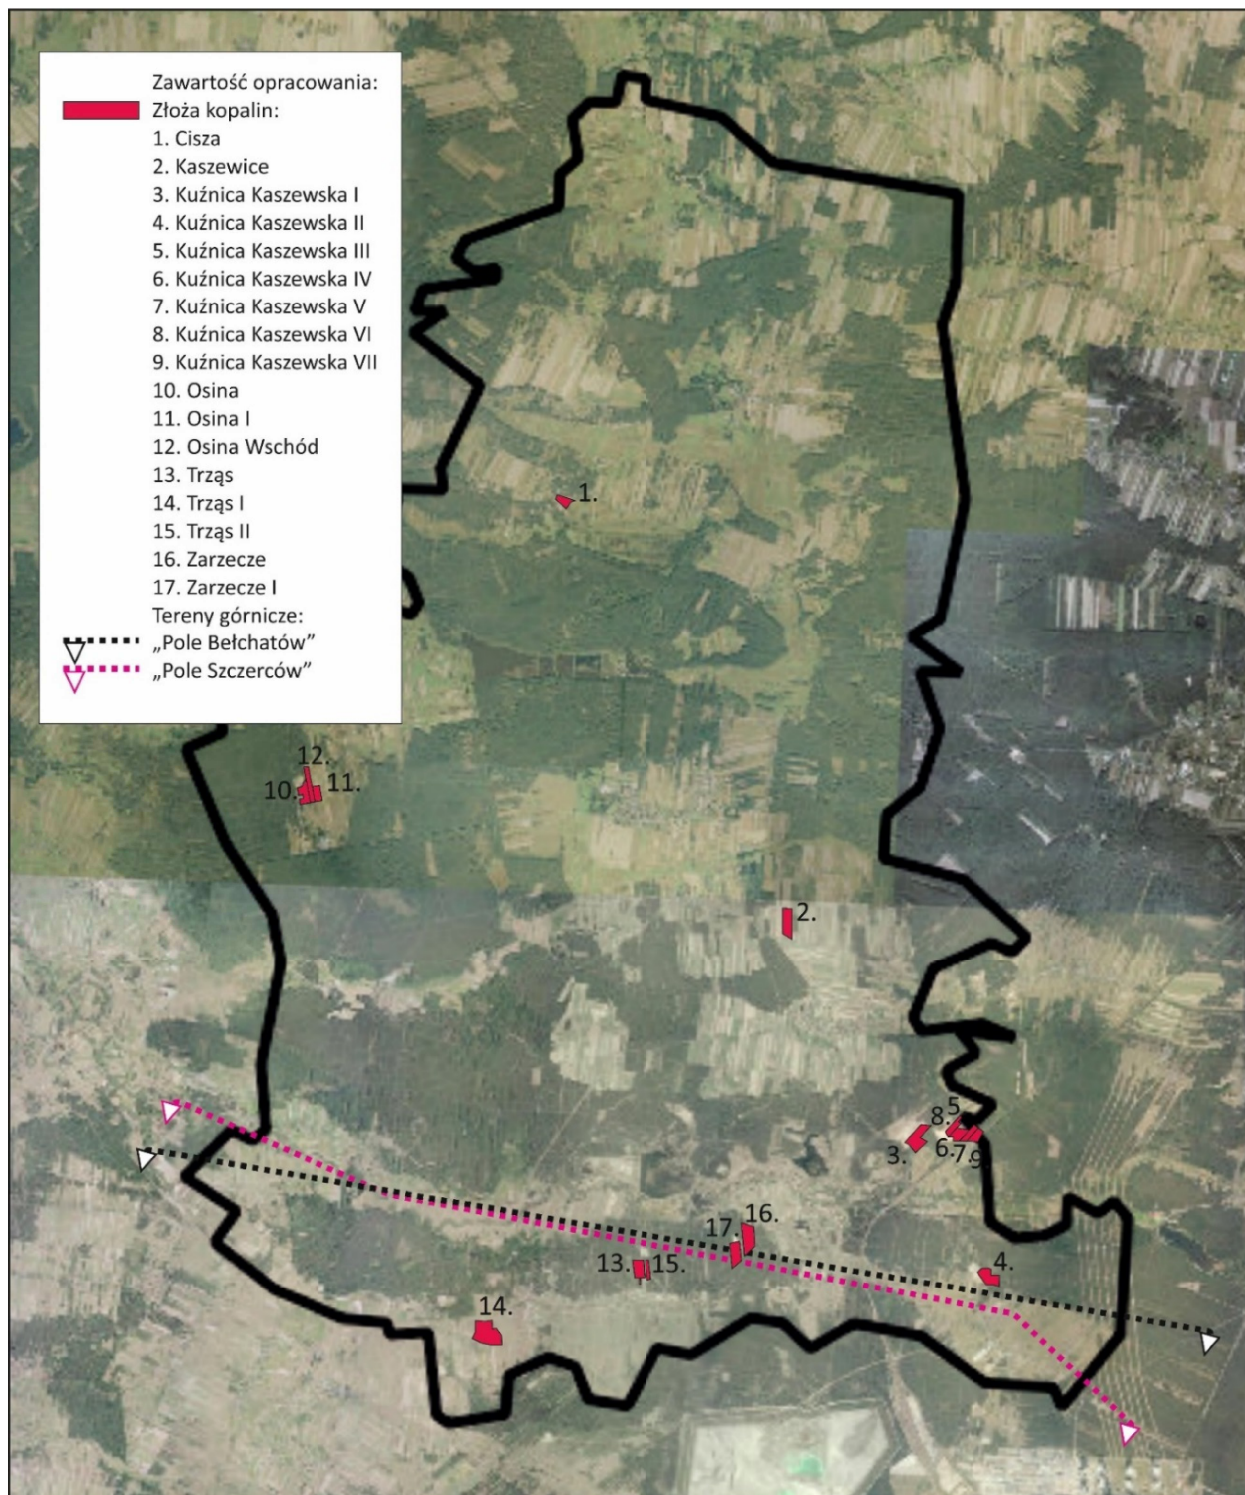 Zawartość opracowania:
Złoża kopalin:
1. Cisza
2. Kaszewice
3. Kuźnica Kaszewska I
4. Kuźnica Kaszewska II
5. Kuźnica Kaszewska III
6. Kuźnica Kaszewska IV
7. Kuźnica Kaszewska V
8. Kuźnica Kaszewska VI
9. Kuźnica Kaszewska VII
10. Osina
11. Osina I
12. Osina Wschód
13. Trząs
14. Trząs I
15. Trząs II
16. Zarzecze
17. Zarzecze I
Tereny górnicze:
„Pole Bełchatów”
„Pole Szczerców”
1.
12.
10.
11.
2.
5.
8.
3.
6.
7.
9.
16.
17.
13.
15.
4.
14.